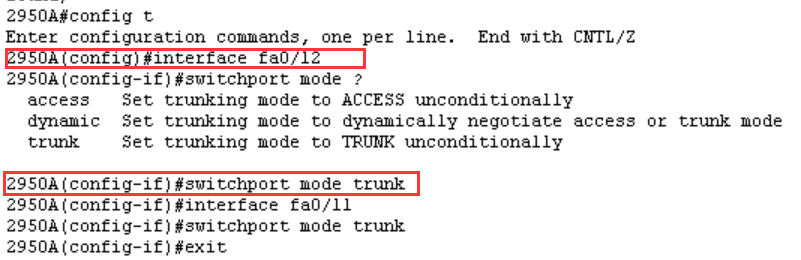 2950A#config t
Enter configuration commands, one per line.  End with CNTL/Z
2950A(config)#interface fa0/12
2950A(config-if)#switchport mode ?
  access   Set trunking mode to ACCESS unconditionally
  dynamic  Set trunking mode to dynamically negotiate access or trunk mode
  trunk    Set trunking mode to TRUNK unconditionally
2950A(config-if)#switchport mode trunk
2950A(config-if)#interface fa0/11
2950A(config-if)#switchport mode trunk
2950A(config-if)#exit